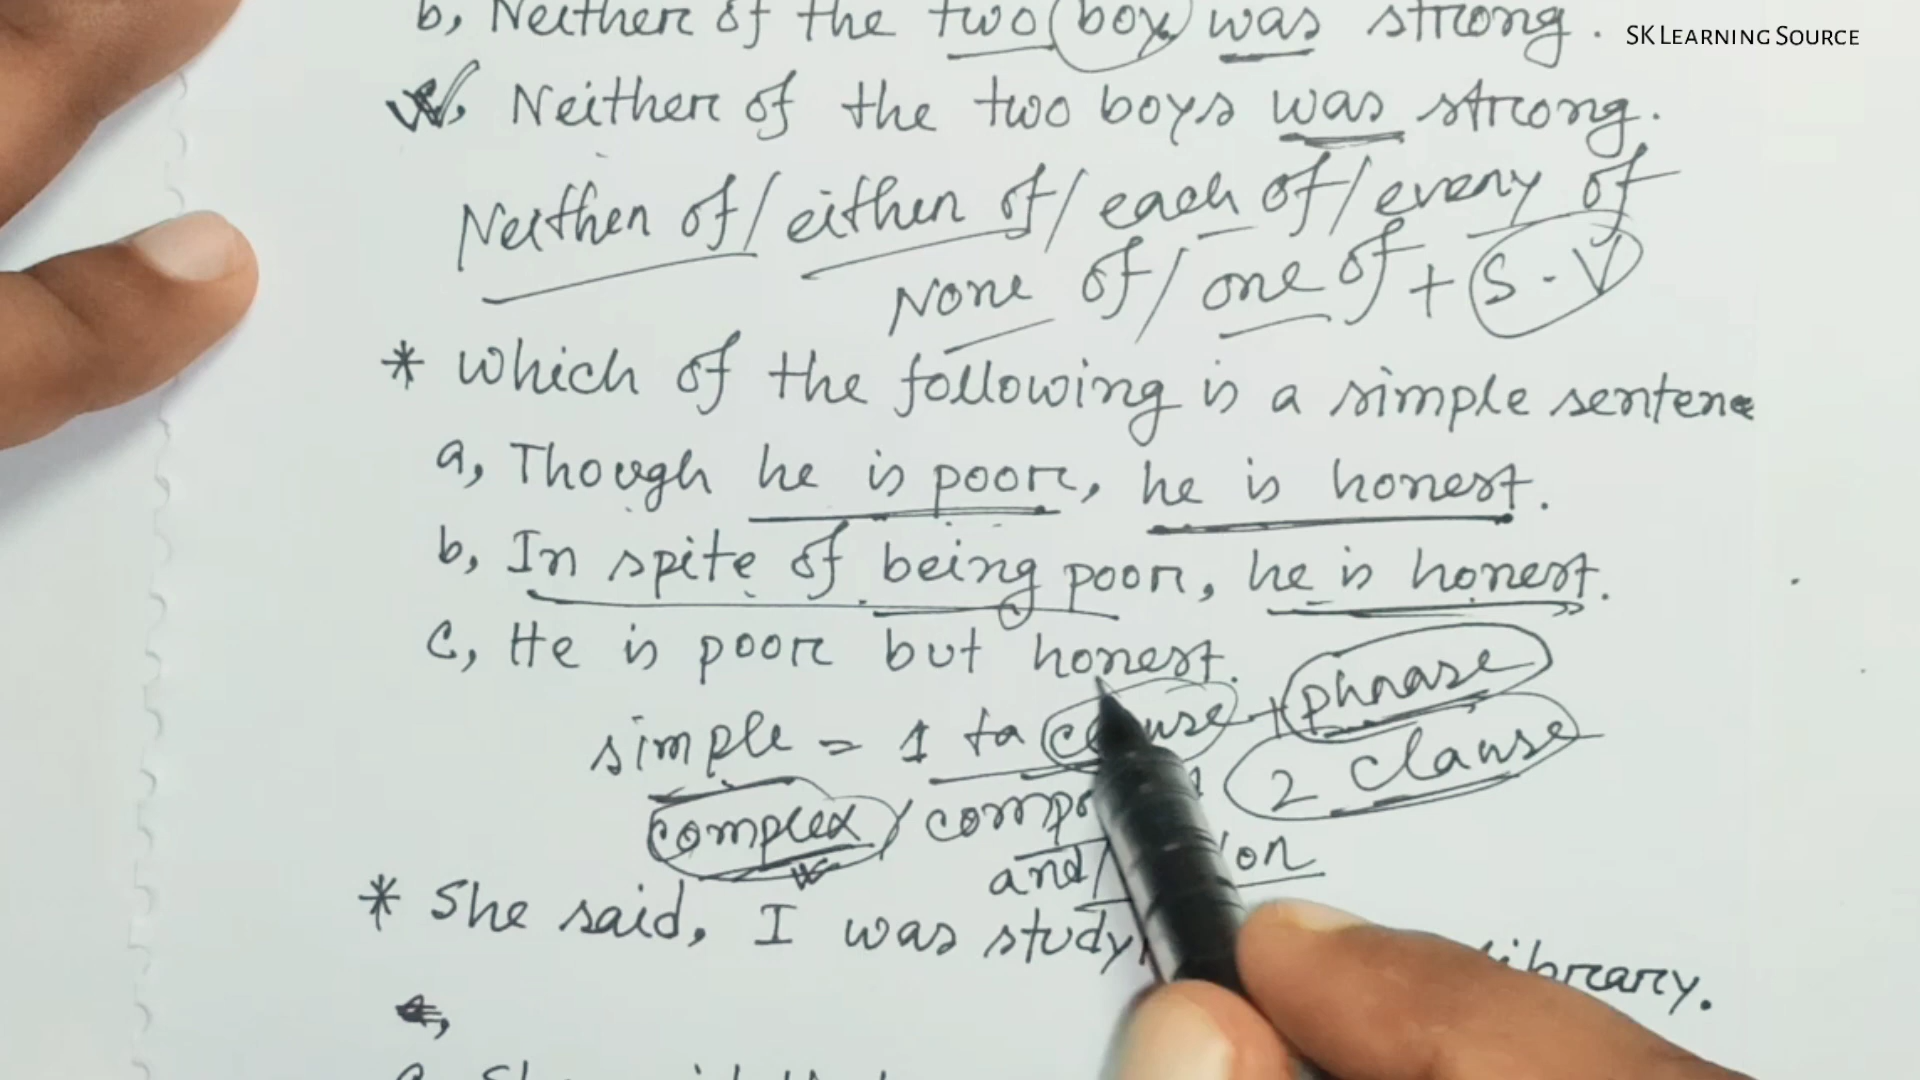 b, Neither of the two boy was strong.
SK LEARNING SOURCE
Neither of the two boys was strong.
Neither of / either of / each of / every of
None of / one of + S. V
* Which of the following is a simple sentence
a, Though he is poor, he is honest.
b, In spite of being poor, he is honest.
c, He is poor but honest.
simple = 1 ta clause + phrase
2 clause
complex /
and / on
* She said, I was study library.